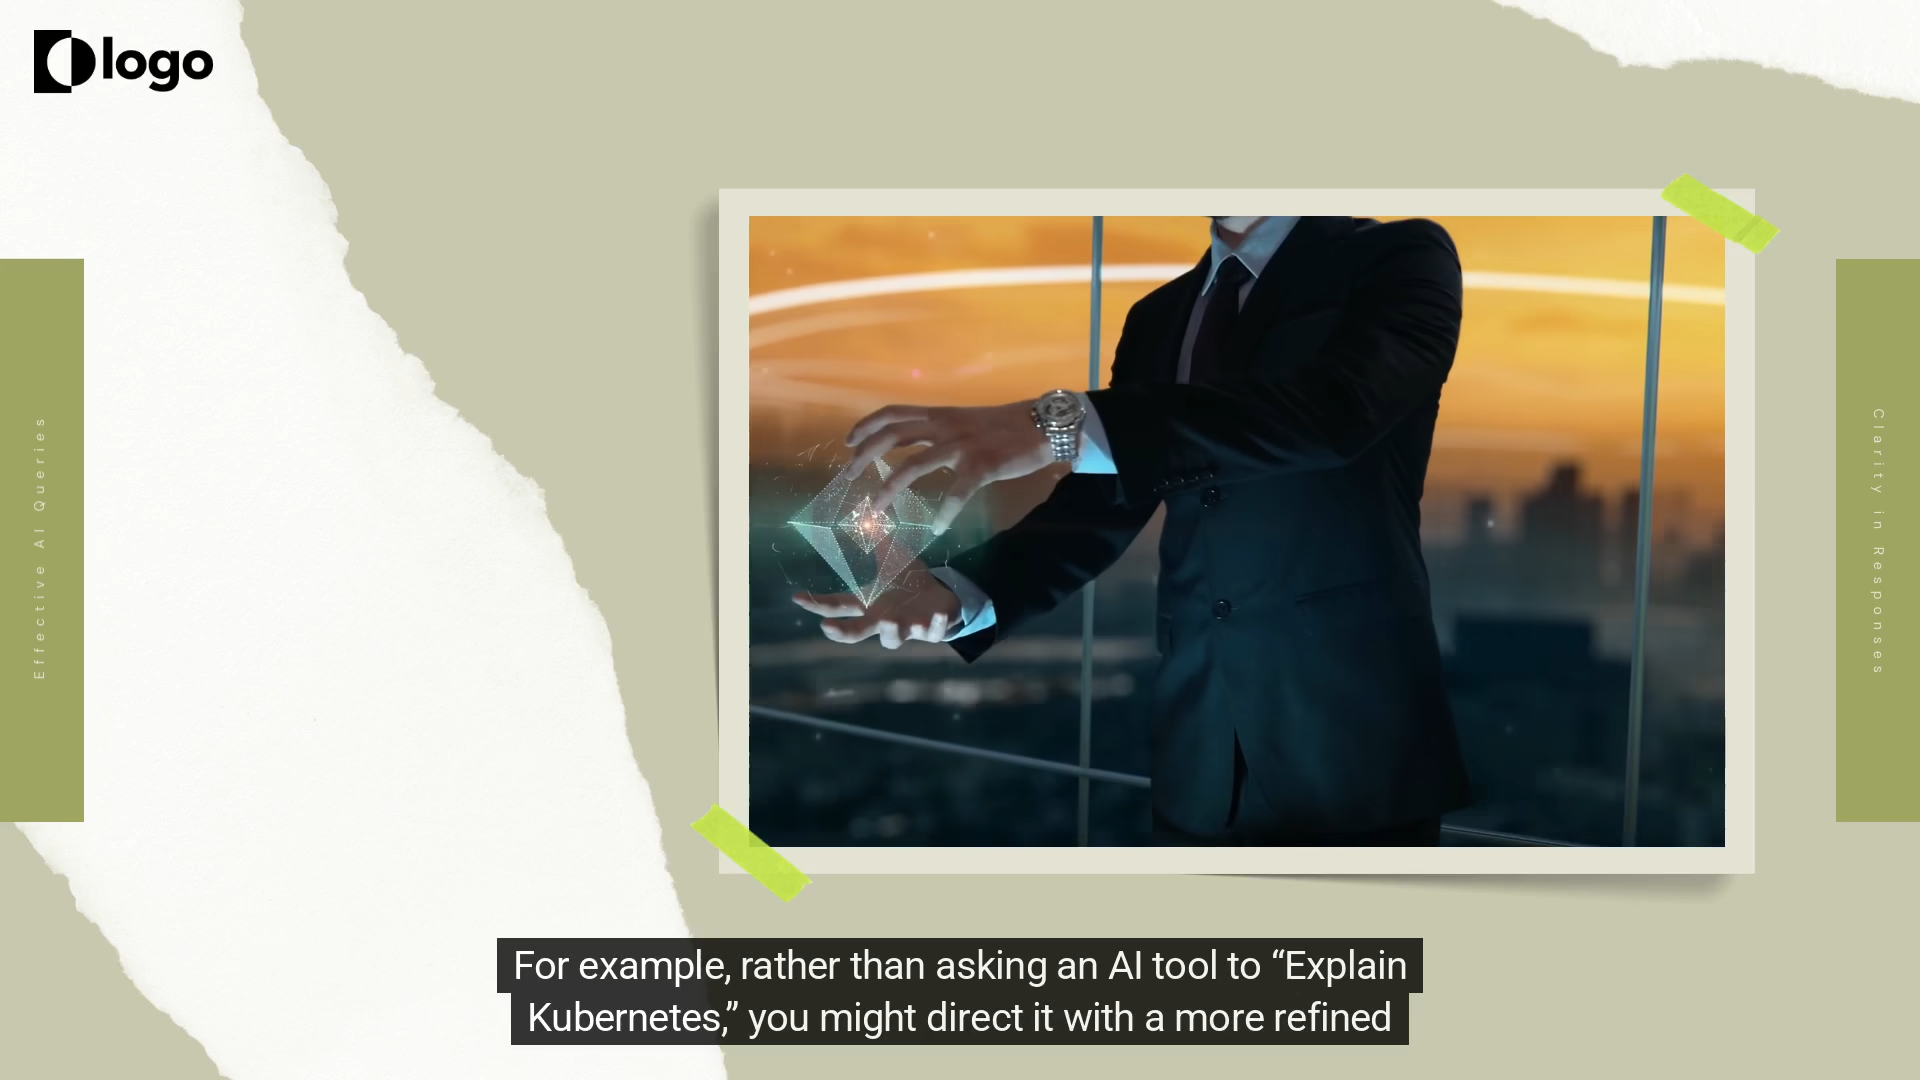 logo
Effective AI Queries
Clarity in Responses
For example, rather than asking an AI tool to “Explain
Kubernetes,” you might direct it with a more refined